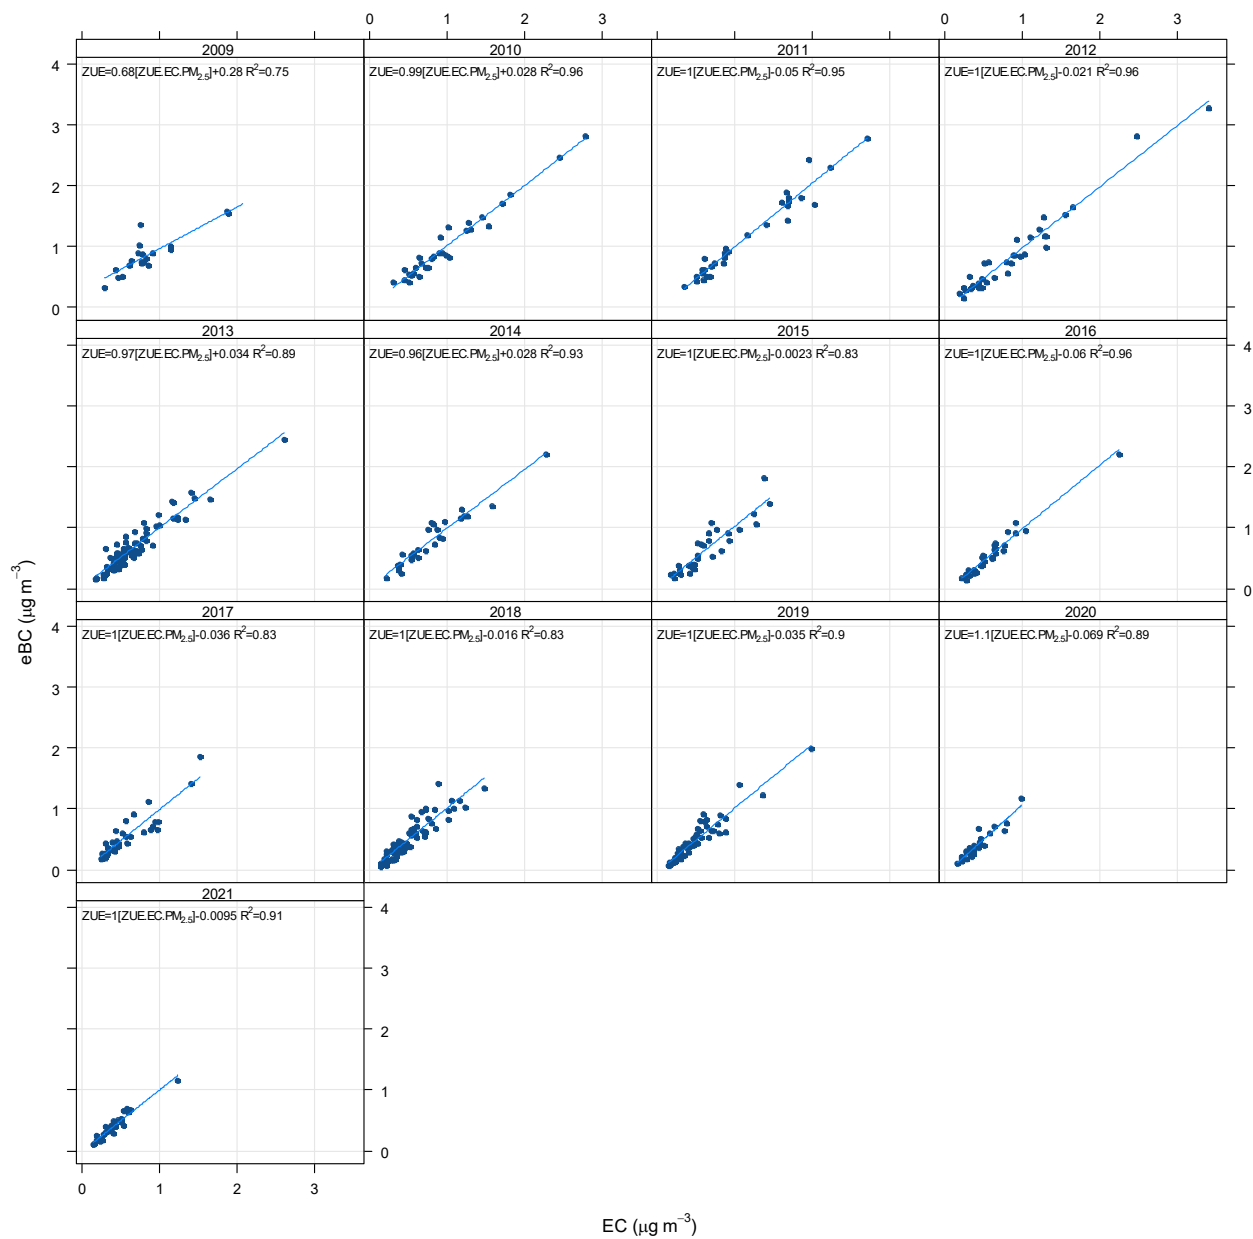 0 2 3 1 2 3
2009 2010 2011 2012
ZUE=0.68[ZUE.EC.PM2.5]+0.28 R2=0.75
ZUE=0.99[ZUE.EC.PM2.5]+0.028 R2=0.96
ZUE=1[ZUE.EC.PM2.5]-0.05 R2=0.95
ZUE=1[ZUE.EC.PM2.5]-0.021 R2=0.96
4
3
2
1
0
2013 2014 2015 2016
ZUE=0.97[ZUE.EC.PM2.5]+0.034 R2=0.89
ZUE=0.96[ZUE.EC.PM2.5]+0.028 R2=0.93
ZUE=1[ZUE.EC.PM2.5]-0.0023 R2=0.83
ZUE=1[ZUE.EC.PM2.5]-0.06 R2=0.96
4
3
2
1
0
2017 2018 2019 2020
ZUE=1[ZUE.EC.PM2.5]-0.036 R2=0.83
ZUE=1[ZUE.EC.PM2.5]-0.016 R2=0.83
ZUE=1[ZUE.EC.PM2.5]-0.035 R2=0.9
ZUE=1.1[ZUE.EC.PM2.5]-0.069 R2=0.89
4
3
2
1
0
eBC (μg m−3)
2021
ZUE=1[ZUE.EC.PM2.5]-0.0095 R2=0.91
4
3
2
1
0
0 1 2 3
EC (μg m−3)